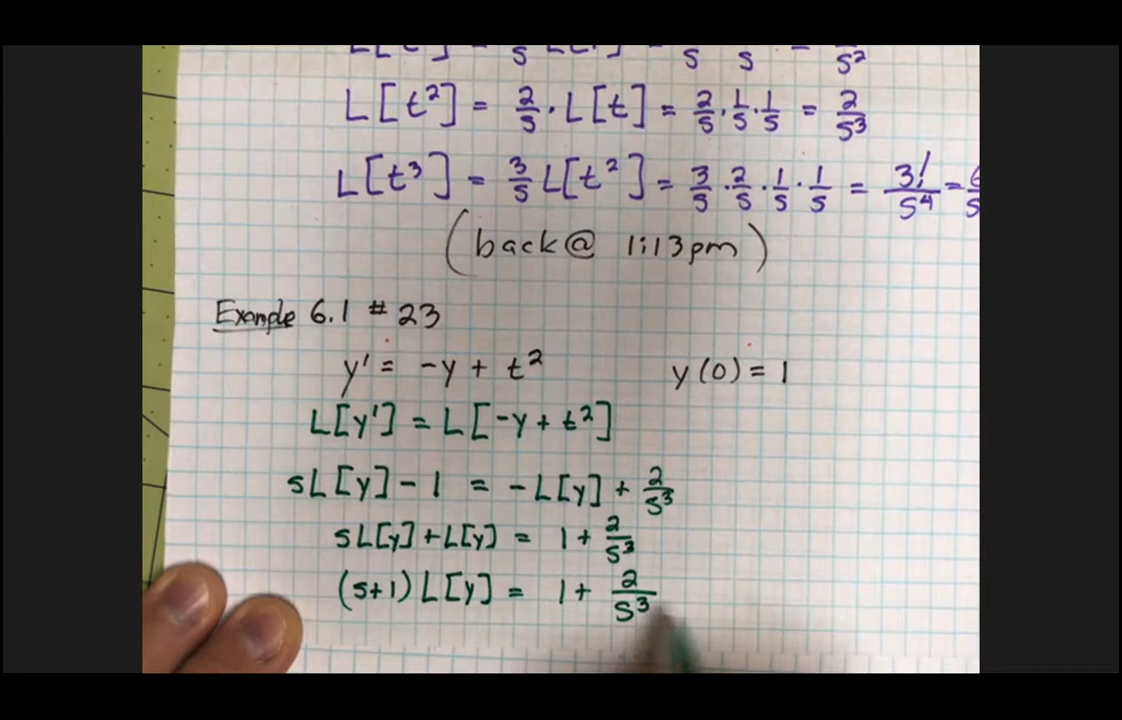 L[t²] = 2/s · L[t] = 2/s · 1/s · 1/s = 2/s³
L[t³] = 3/s L[t²] = 3/s · 2/s · 1/s · 1/s = 3!/s⁴ =
(back @ 1:13pm)
Example 6.1 # 23
y' = -y + t² y(0) = 1
L[y'] = L[-y + t²]
sL[y] - 1 = -L[y] + 2/s³
sL[y] + L[y] = 1 + 2/s³
(s+1) L[y] = 1 + 2/s³